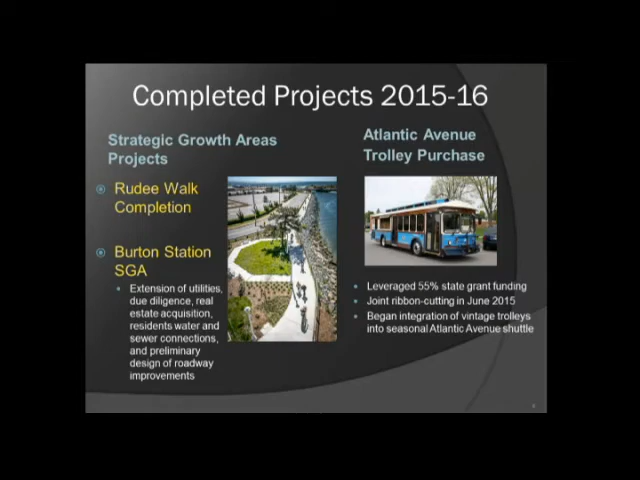 Completed Projects 2015-16
Strategic Growth Areas
Projects
Rudee Walk
Completion
Burton Station
SGA
Extension of utilities,
due diligence, real
estate acquisition,
residents water and
sewer connections,
and preliminary
design of roadway
improvements
Atlantic Avenue
Trolley Purchase
Leveraged 55% state grant funding
Joint ribbon-cutting in June 2015
Began integration of vintage trolleys
into seasonal Atlantic Avenue shuttle